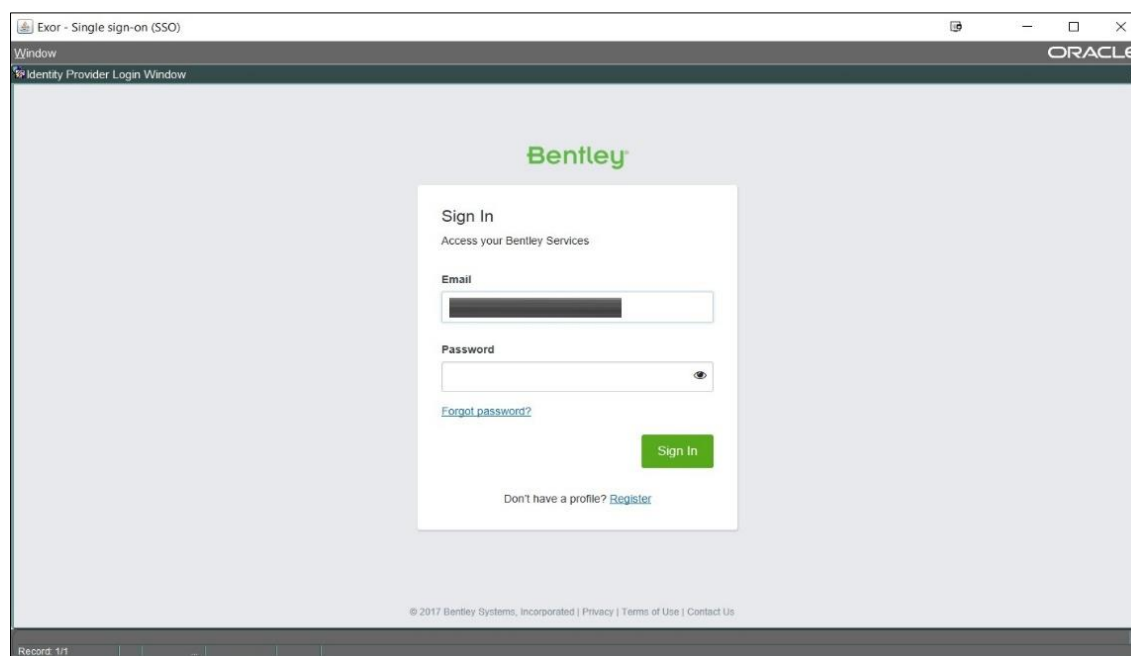 Exor - Single sign-on (SSO)
Window
ORACLE
Identity Provider Login Window
Bentley
Sign In
Access your Bentley Services
Email
Password
Forgot password?
Sign In
Don't have a profile? Register
© 2017 Bentley Systems, Incorporated | Privacy | Terms of Use | Contact Us
Record: 1/1